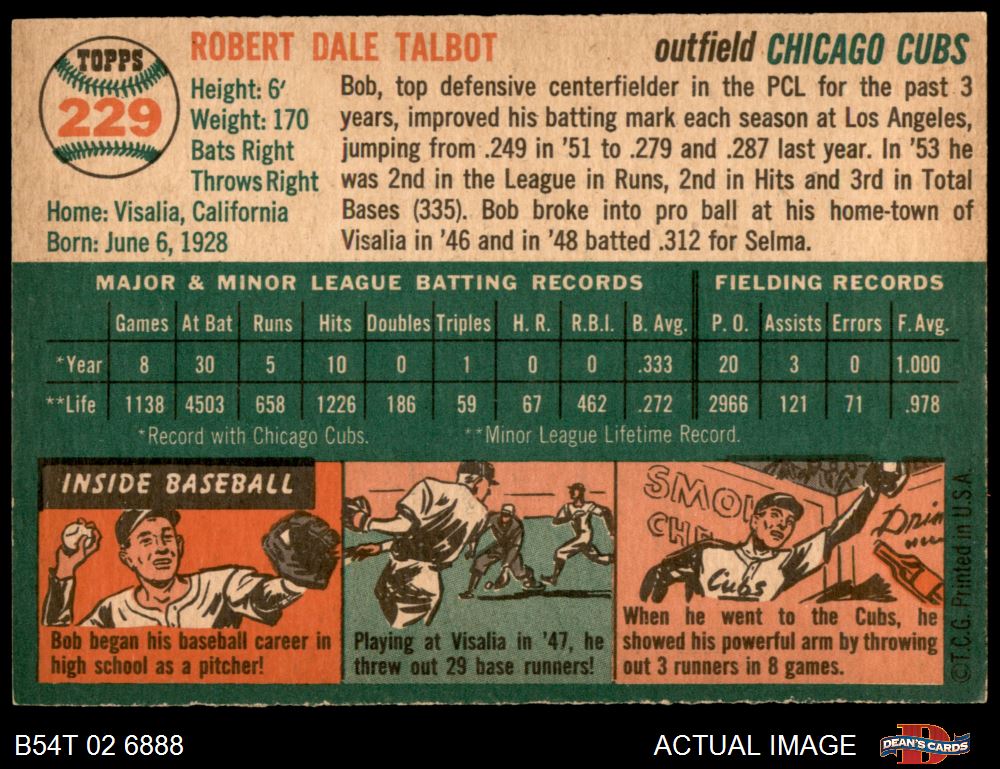 TOPPS
229
ROBERT DALE TALBOT
outfield CHICAGO CUBS
Height: 6'
Weight: 170
Bats Right
Throws Right
Home: Visalia, California
Born: June 6, 1928
Bob, top defensive centerfielder in the PCL for the past 3
years, improved his batting mark each season at Los Angeles,
jumping from .249 in '51 to .279 and .287 last year. In '53 he
was 2nd in the League in Runs, 2nd in Hits and 3rd in Total
Bases (335). Bob broke into pro ball at his home-town of
Visalia in '46 and in '48 batted .312 for Selma.
MAJOR & MINOR LEAGUE BATTING RECORDS FIELDING RECORDS
Games At Bat Runs Hits Doubles Triples H. R. R.B.I. B. Avg. P. O. Assists Errors F. Avg.
*Year 8 30 5 10 0 1 0 0 .333 20 3 0 1.000
**Life 1138 4503 658 1226 186 59 67 462 .272 2966 121 71 .978
*Record with Chicago Cubs. **Minor League Lifetime Record.
INSIDE BASEBALL
Bob began his baseball career in
high school as a pitcher!
Playing at Visalia in '47, he
threw out 29 base runners!
SMO
CH
Cubs
Drin
When he went to the Cubs, he
showed his powerful arm by throwing
out 3 runners in 8 games.
©T.C.G. Printed in U.S.A.
B54T 02 6888
ACTUAL IMAGE
DEAN'S CARDS